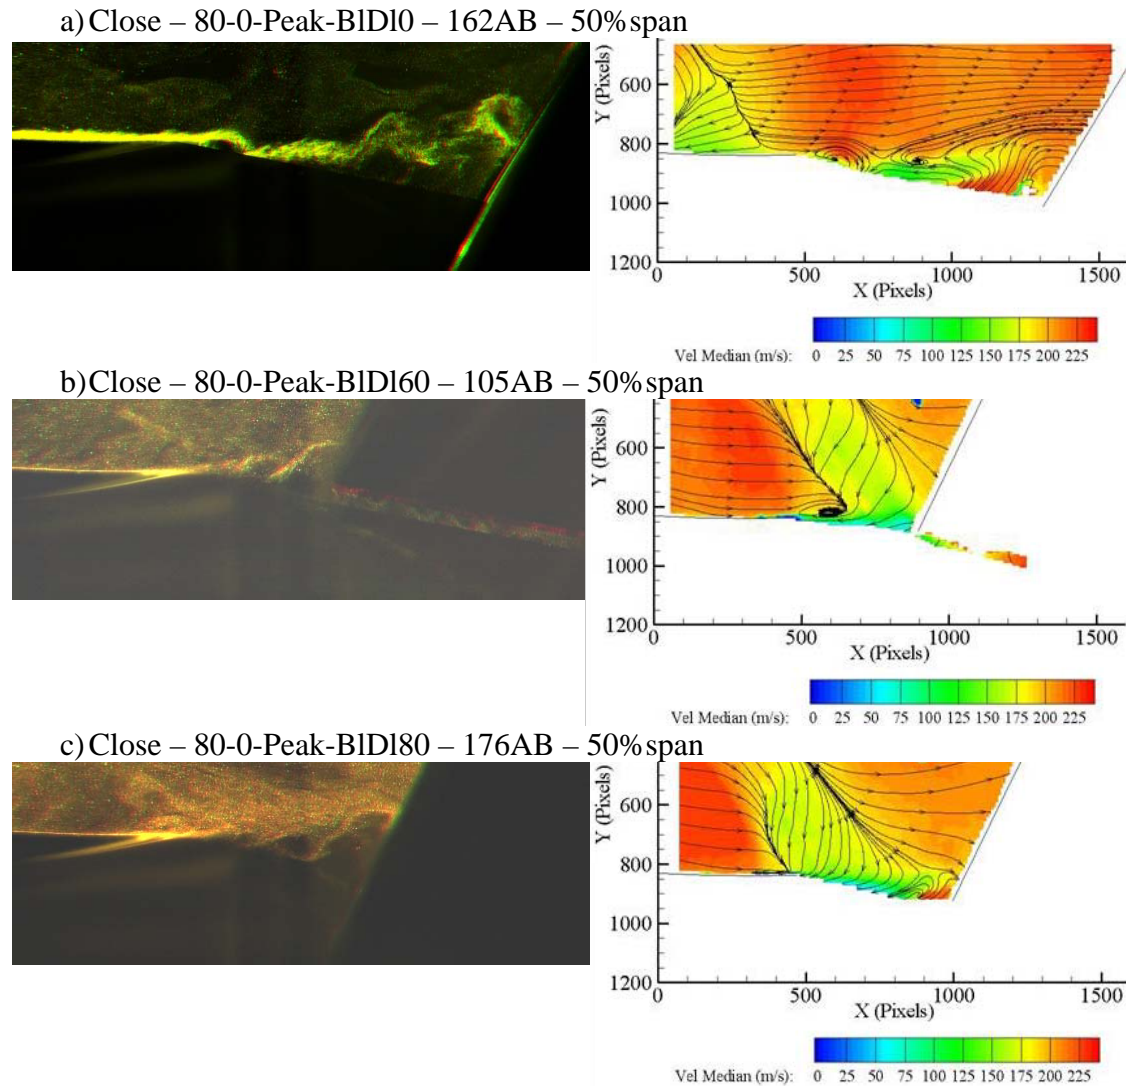 a) Close – 80-0-Peak-BlDl0 – 162AB – 50% span
Y (Pixels)
600
800
1000
1200
0 500 1000 1500
X (Pixels)
Vel Median (m/s): 0 25 50 75 100 125 150 175 200 225
b) Close – 80-0-Peak-BlDl60 – 105AB – 50% span
Y (Pixels)
600
800
1000
1200
0 500 1000 1500
X (Pixels)
Vel Median (m/s): 0 25 50 75 100 125 150 175 200 225
c) Close – 80-0-Peak-BlDl80 – 176AB – 50% span
Y (Pixels)
600
800
1000
1200
0 500 1000 1500
X (Pixels)
Vel Median (m/s): 0 25 50 75 100 125 150 175 200 225